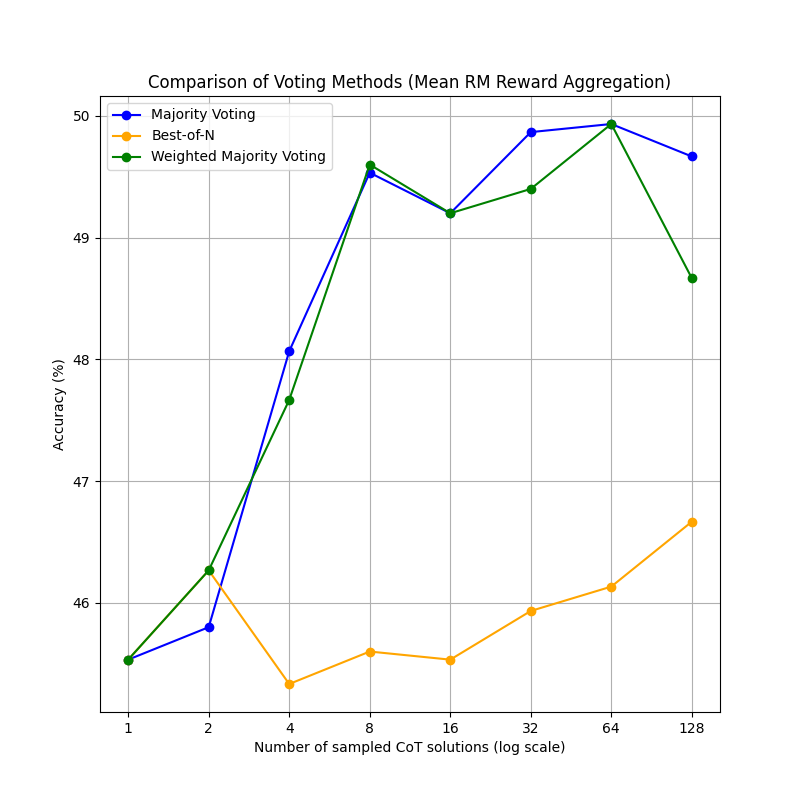 Comparison of Voting Methods (Mean RM Reward Aggregation)
Majority Voting
Best-of-N
Weighted Majority Voting
Accuracy (%)
50
49
48
47
46
1 2 4 8 16 32 64 128
Number of sampled CoT solutions (log scale)